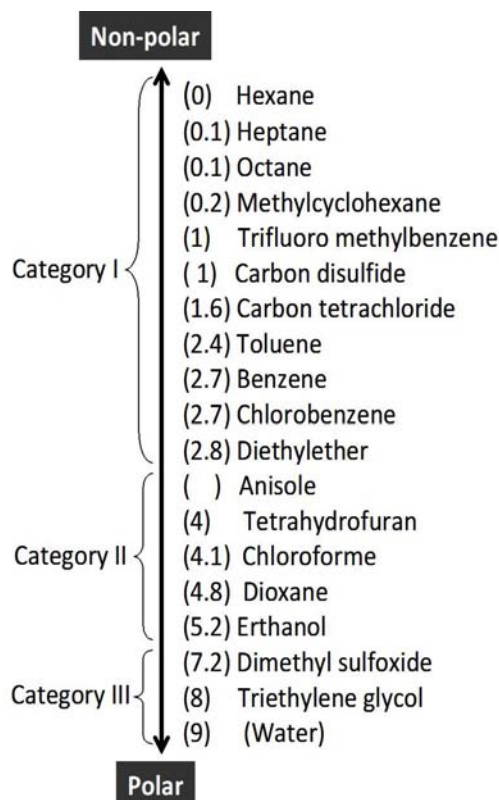 Non-polar
(0) Hexane
(0.1) Heptane
(0.1) Octane
(0.2) Methylcyclohexane
(1) Trifluoro methylbenzene
Category I
( 1) Carbon disulfide
(1.6) Carbon tetrachloride
(2.4) Toluene
(2.7) Benzene
(2.7) Chlorobenzene
(2.8) Diethylether
( ) Anisole
(4) Tetrahydrofuran
Category II
(4.1) Chloroforme
(4.8) Dioxane
(5.2) Erthanol
(7.2) Dimethyl sulfoxide
Category III
(8) Triethylene glycol
(9) (Water)
Polar